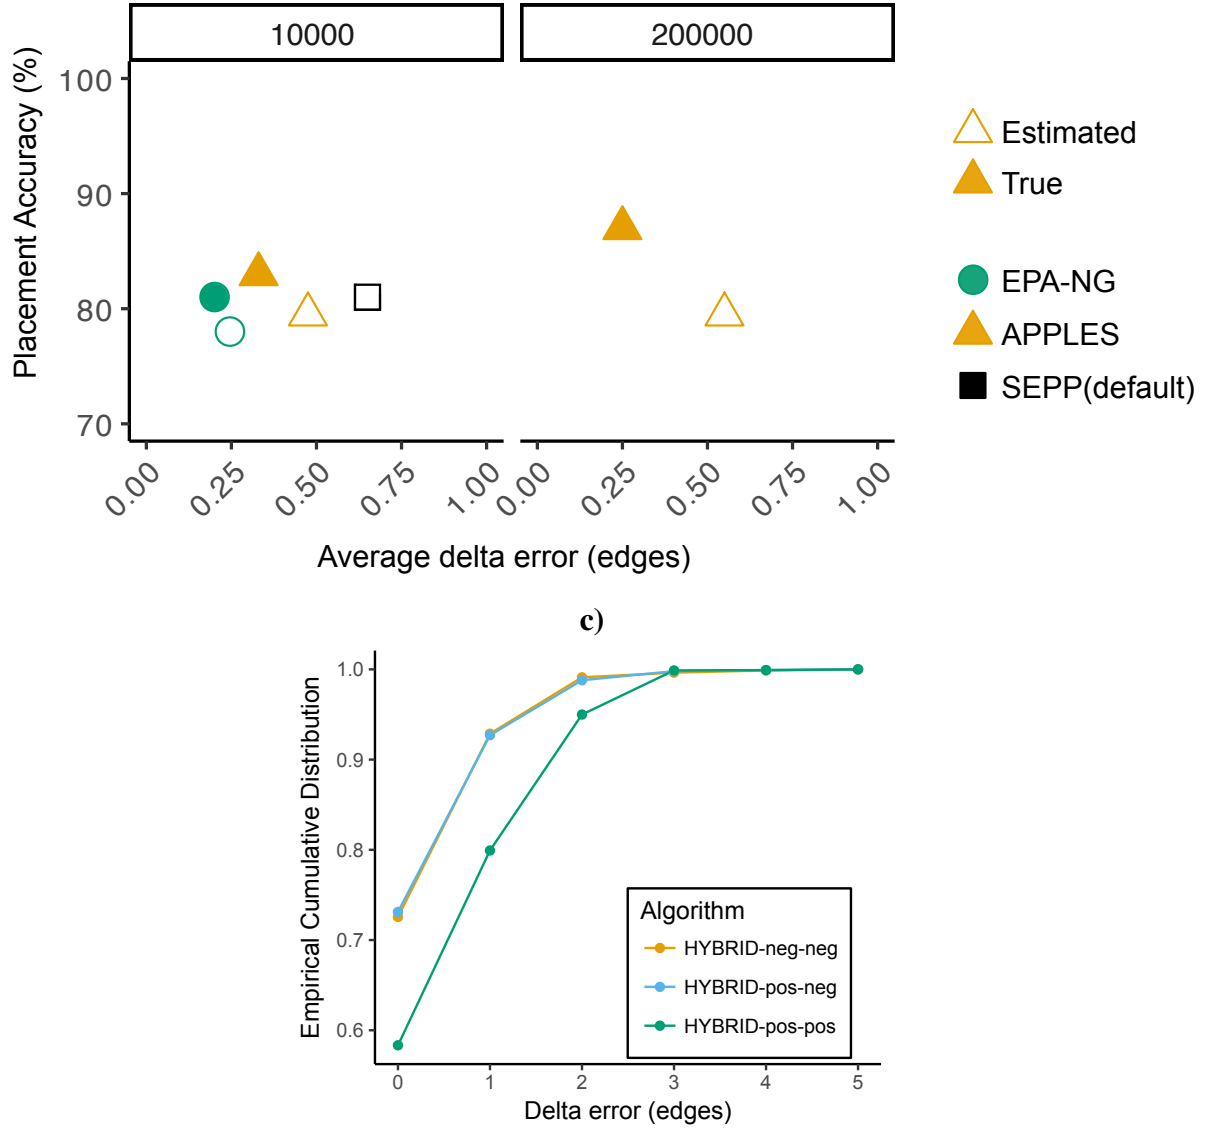 10000
200000
Placement Accuracy (%)
100
90
80
70
0.00
0.25
0.50
0.75
1.00
0.00
0.25
0.50
0.75
1.00
Average delta error (edges)
Estimated
True
EPA-NG
APPLES
SEPP(default)
c)
Empirical Cumulative Distribution
1.0
0.9
0.8
0.7
0.6
0
1
2
3
4
5
Delta error (edges)
Algorithm
HYBRID-neg-neg
HYBRID-pos-neg
HYBRID-pos-pos